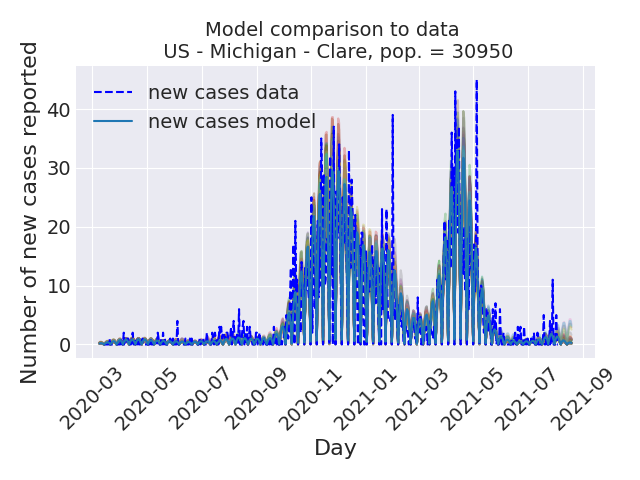 Model comparison to data
US - Michigan - Clare, pop. = 30950
Number of new cases reported
40
30
20
10
0
new cases data
new cases model
2020-03
2020-05
2020-07
2020-09
2020-11
2021-01
2021-03
2021-05
2021-07
2021-09
Day